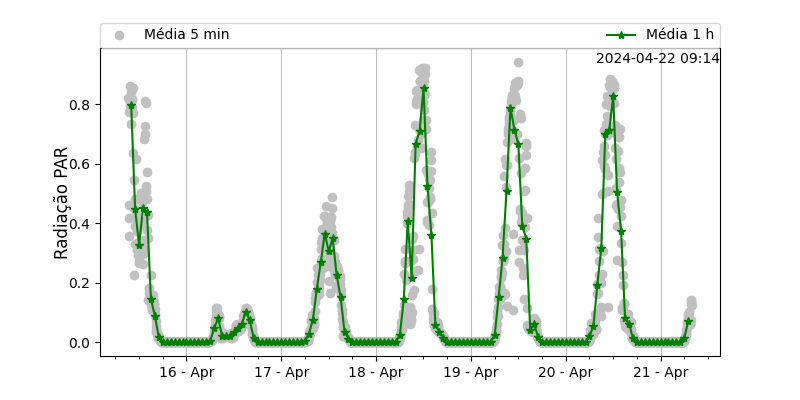 Média 5 min
Média 1 h
2024-04-22 09:14
Radiação PAR
0.8
0.6
0.4
0.2
0.0
16 - Apr
17 - Apr
18 - Apr
19 - Apr
20 - Apr
21 - Apr